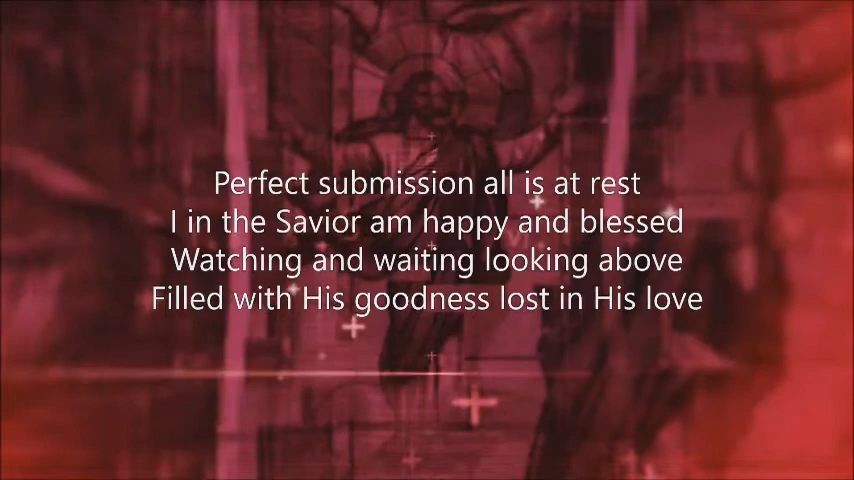 Perfect submission all is at rest
I in the Savior am happy and blessed
Watching and waiting looking above
Filled with His goodness lost in His love